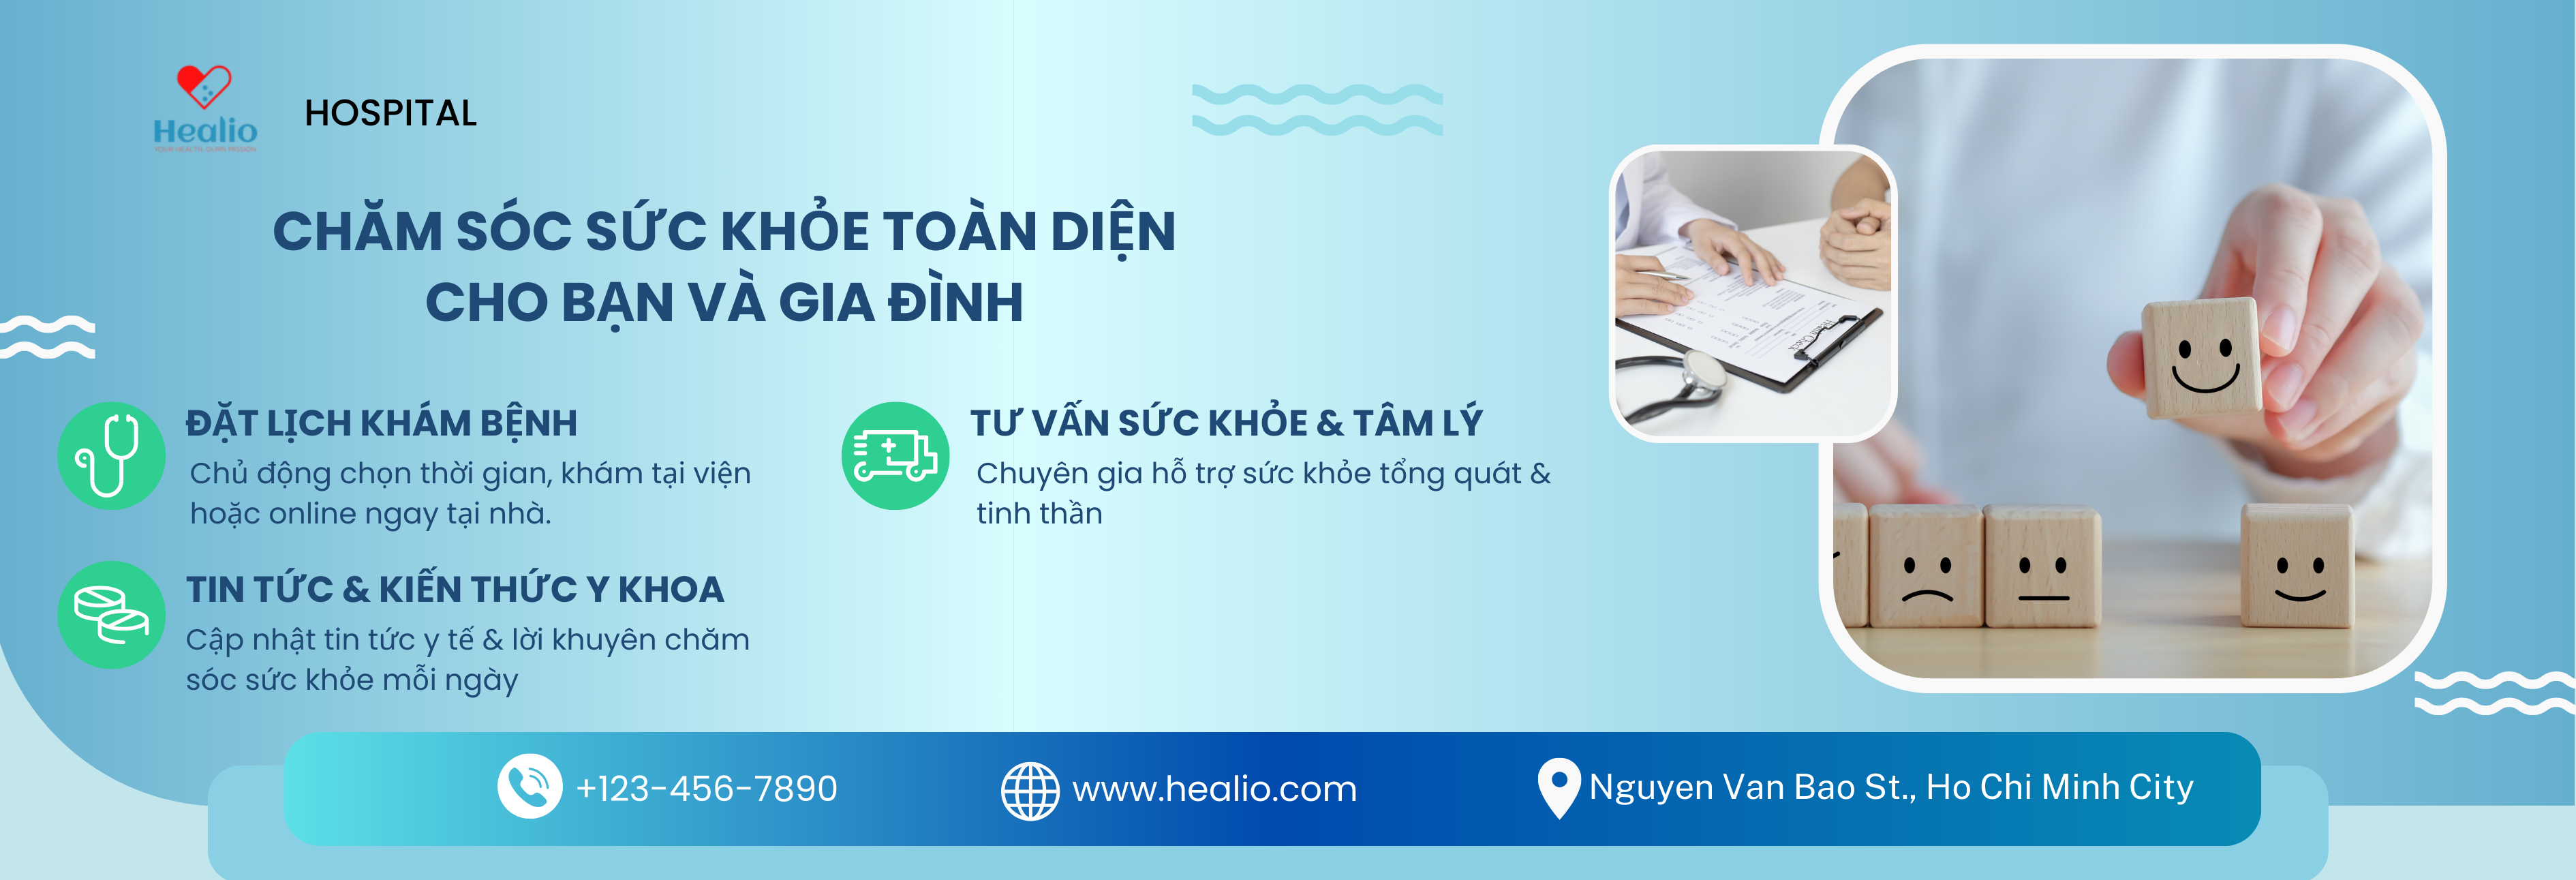 Healio
YOUR HEALTH, OURN MISSION
HOSPITAL
CHĂM SÓC SỨC KHỎE TOÀN DIỆN
CHO BẠN VÀ GIA ĐÌNH
ĐẶT LỊCH KHÁM BỆNH
Chủ động chọn thời gian, khám tại viện
hoặc online ngay tại nhà.
TƯ VẤN SỨC KHỎE & TÂM LÝ
Chuyên gia hỗ trợ sức khỏe tổng quát &
tinh thần
TIN TỨC & KIẾN THỨC Y KHOA
Cập nhật tin tức y tế & lời khuyên chăm
sóc sức khỏe mỗi ngày
+123-456-7890
www.healio.com
Nguyen Van Bao St., Ho Chi Minh City